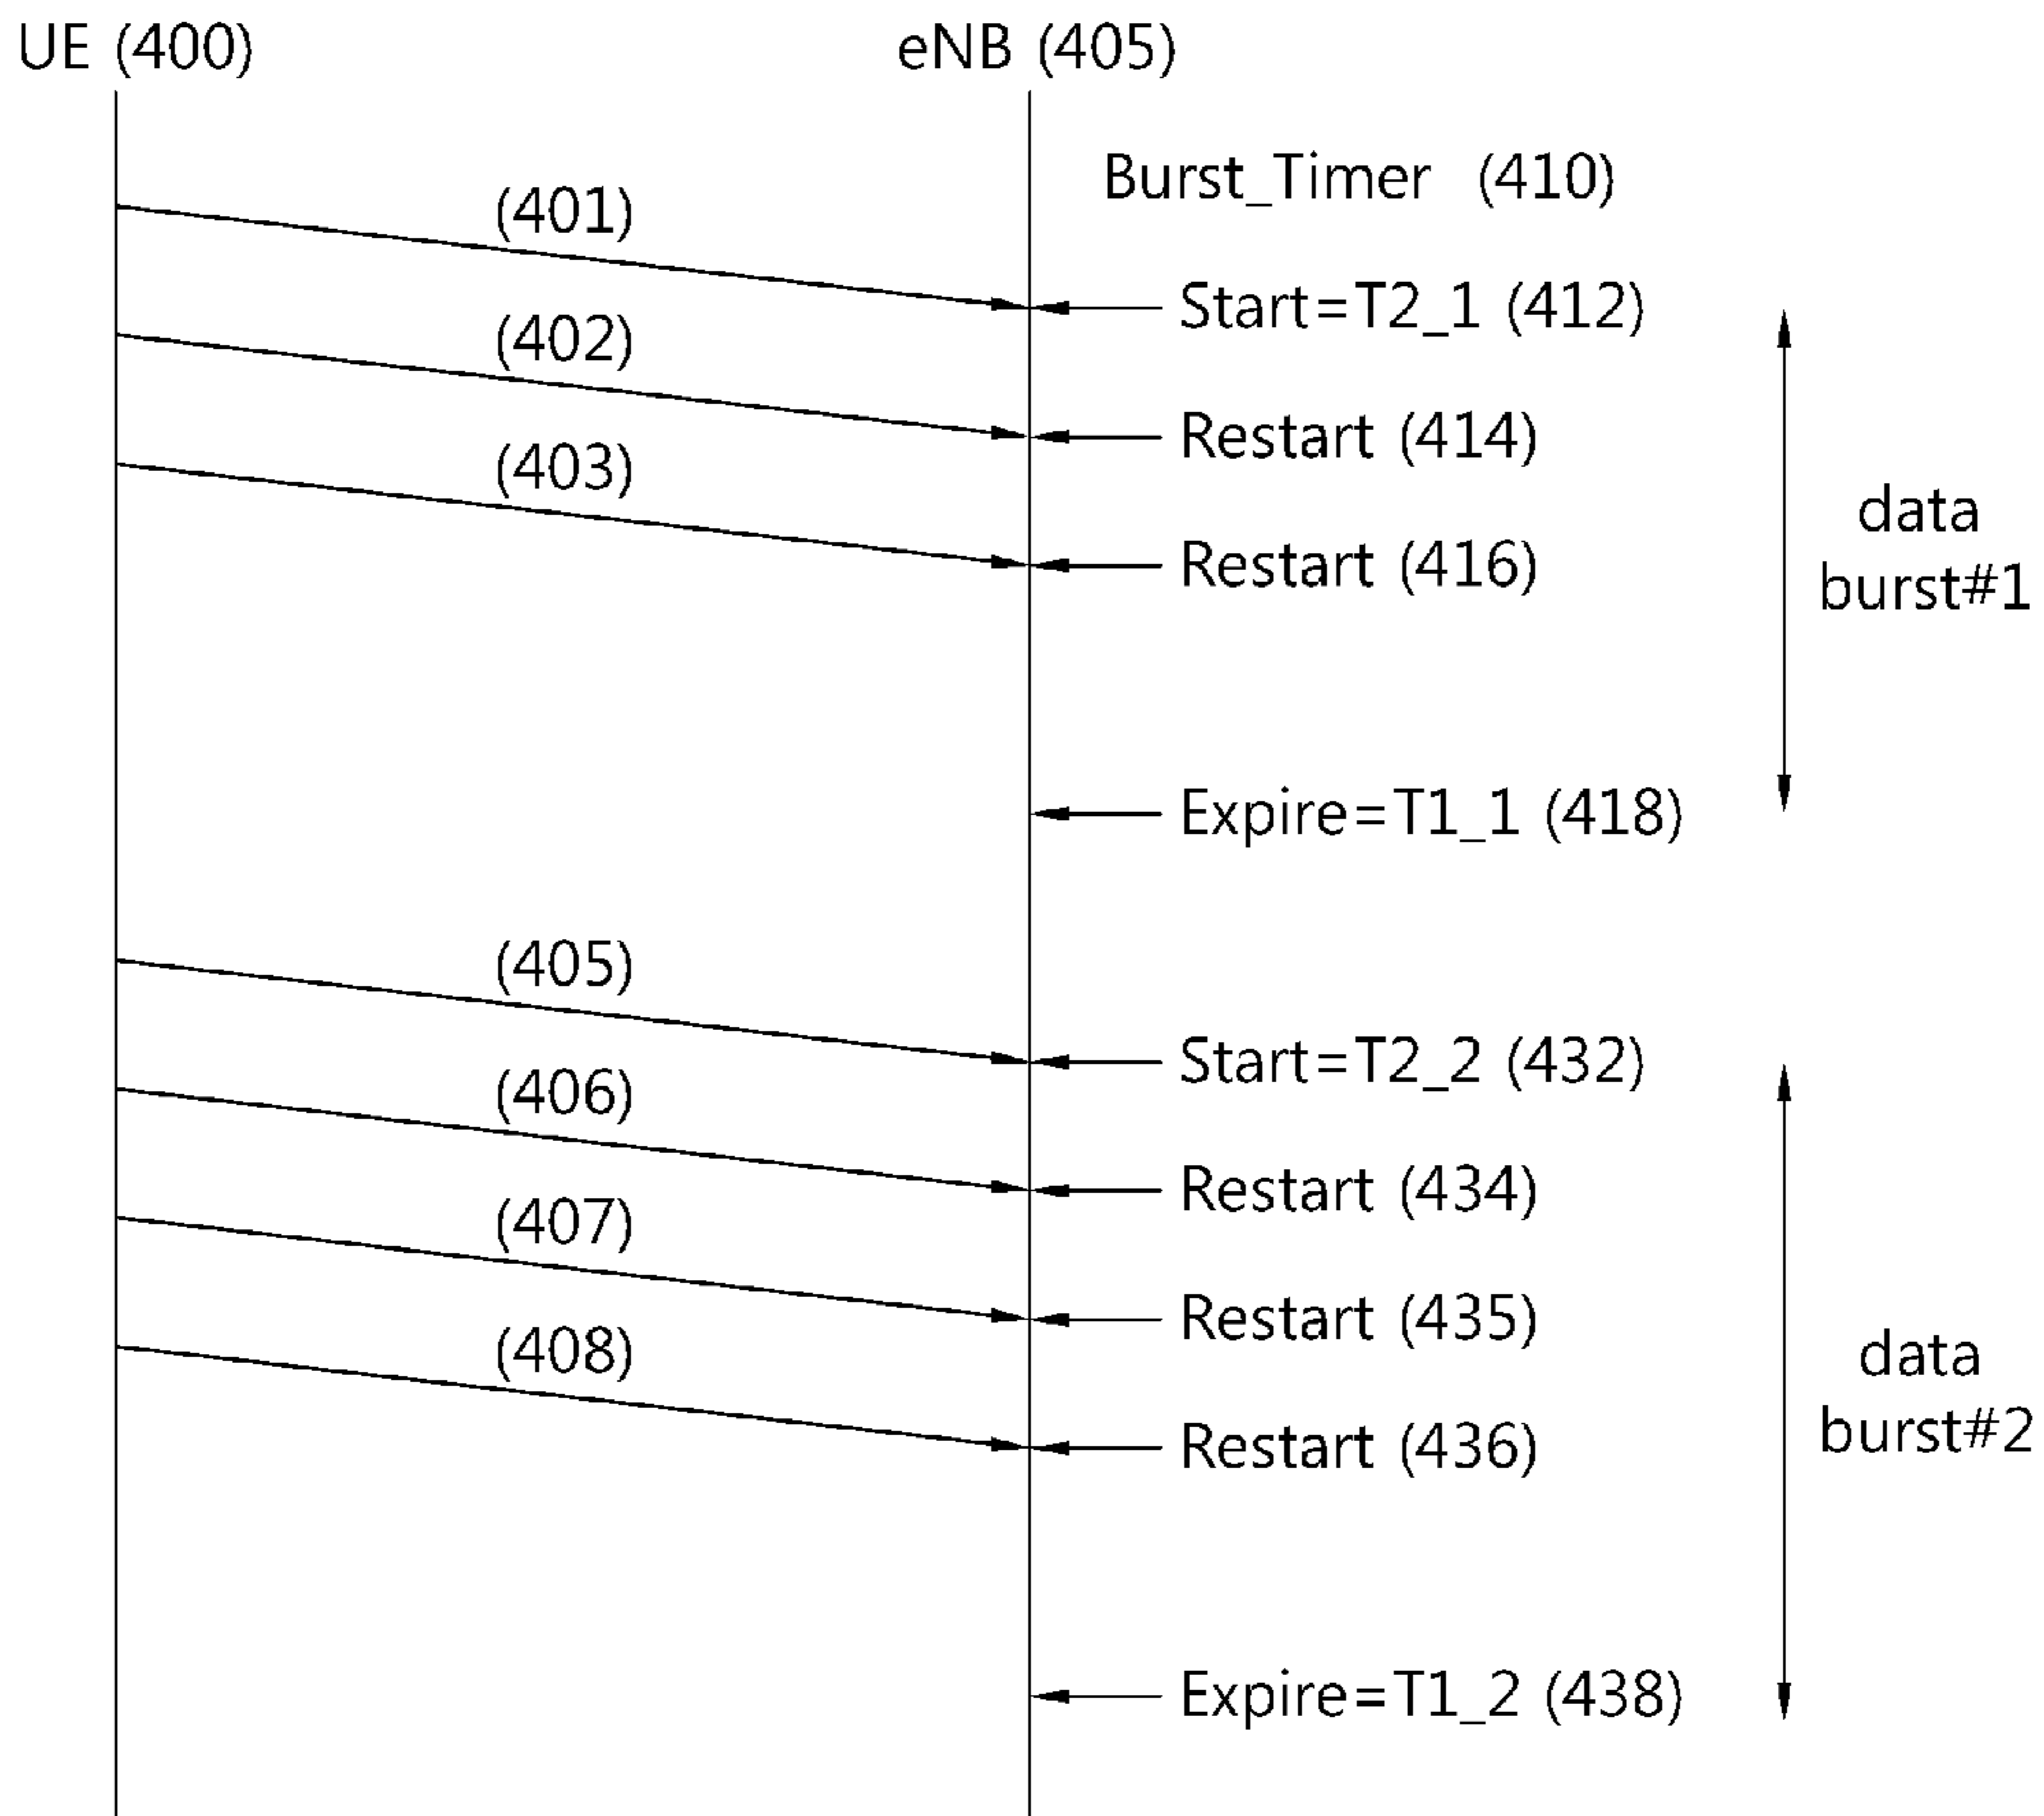 UE (400)
eNB (405)
Burst_Timer (410)
(401)
Start=T2_1 (412)
(402)
Restart (414)
(403)
Restart (416)
data
burst#1
Expire=T1_1 (418)
(405)
Start=T2_2 (432)
(406)
Restart (434)
(407)
Restart (435)
(408)
Restart (436)
data
burst#2
Expire=T1_2 (438)